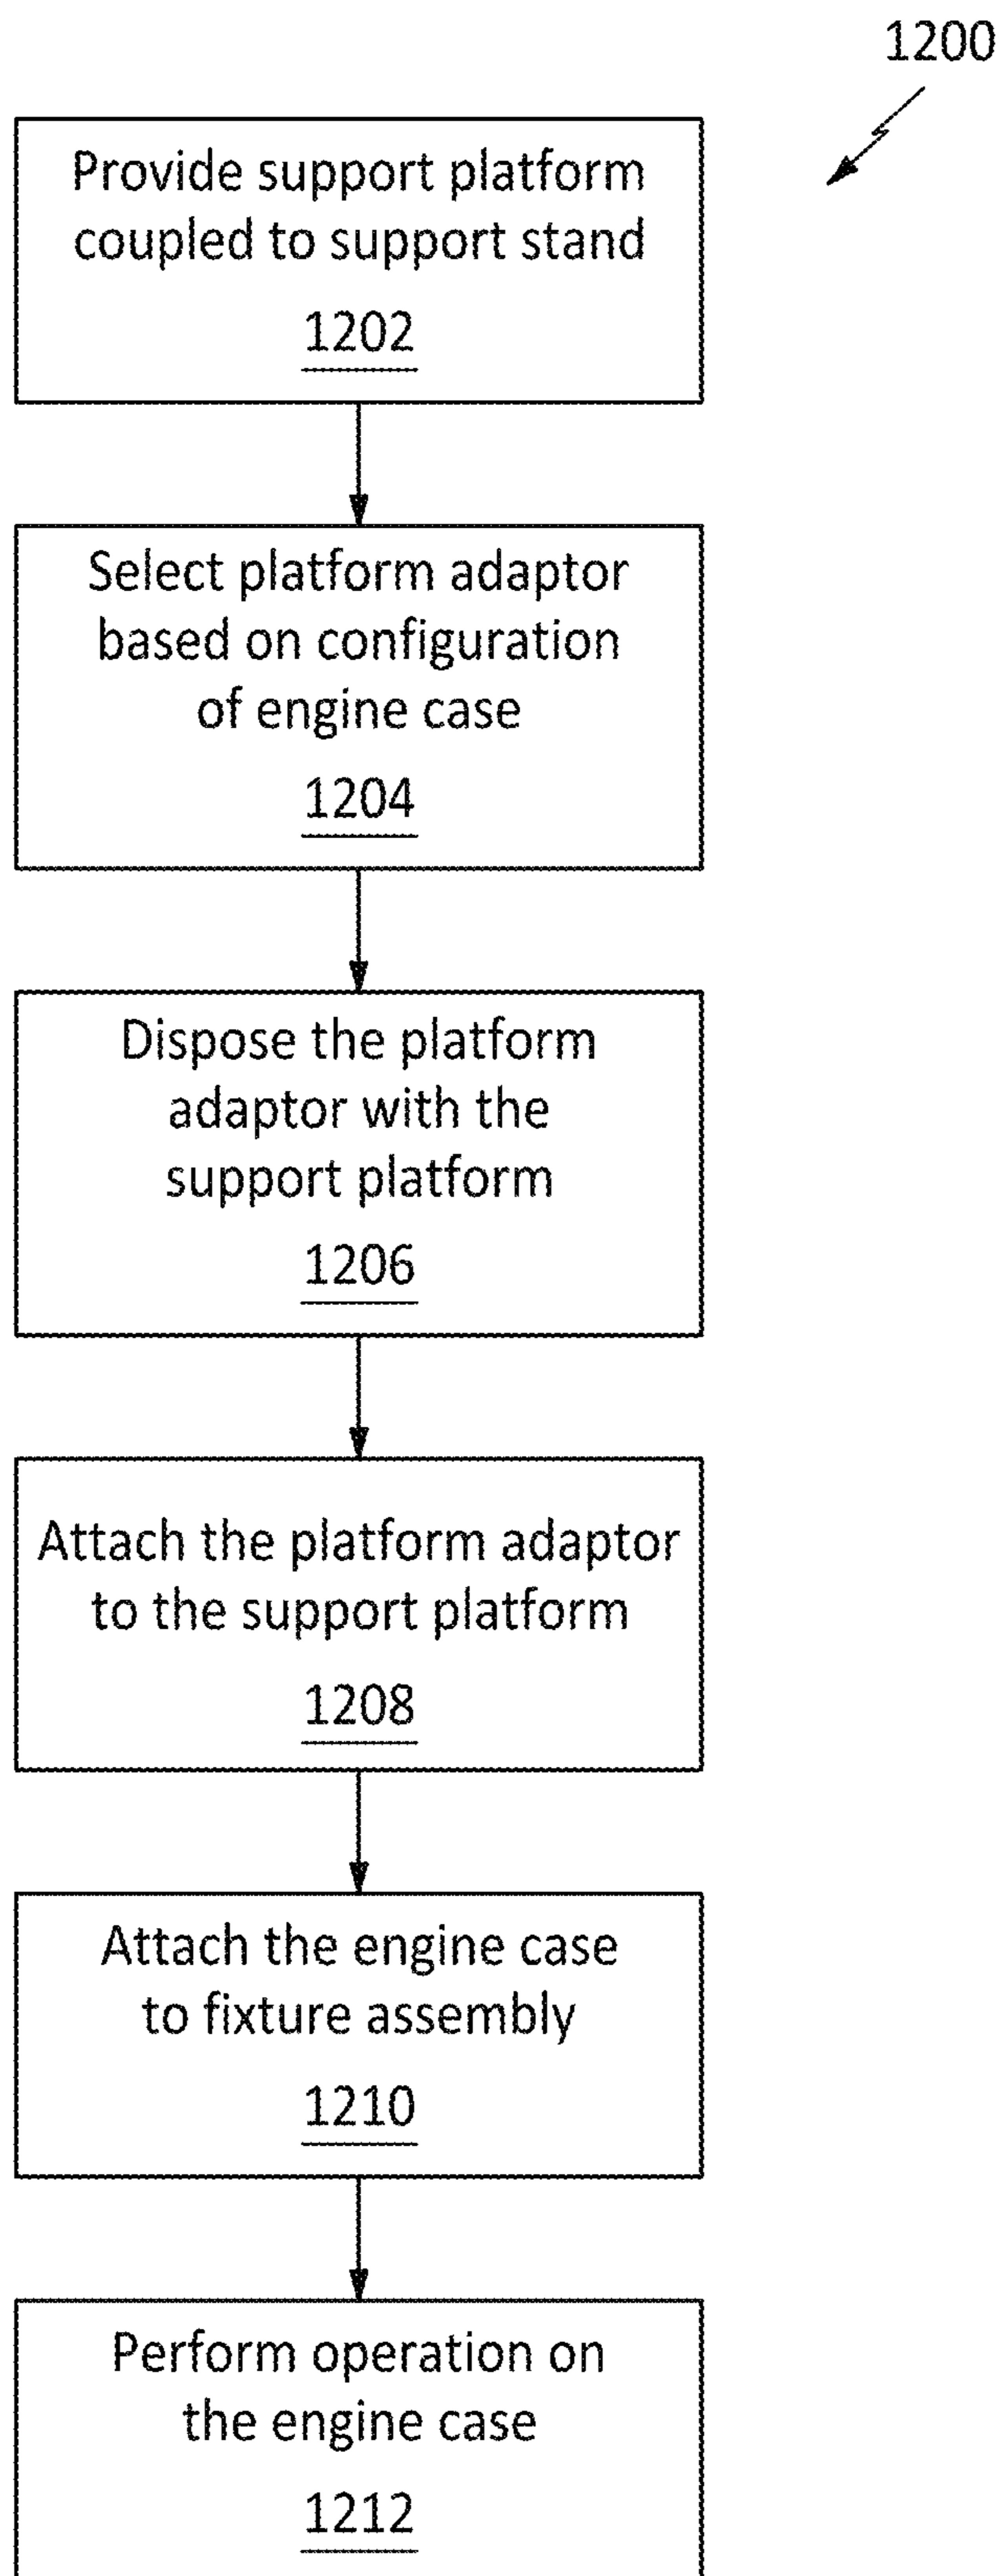 1200
Provide support platform
coupled to support stand
1202
Select platform adaptor
based on configuration
of engine case
1204
Dispose the platform
adaptor with the
support platform
1206
Attach the platform adaptor
to the support platform
1208
Attach the engine case
to fixture assembly
1210
Perform operation on
the engine case
1212